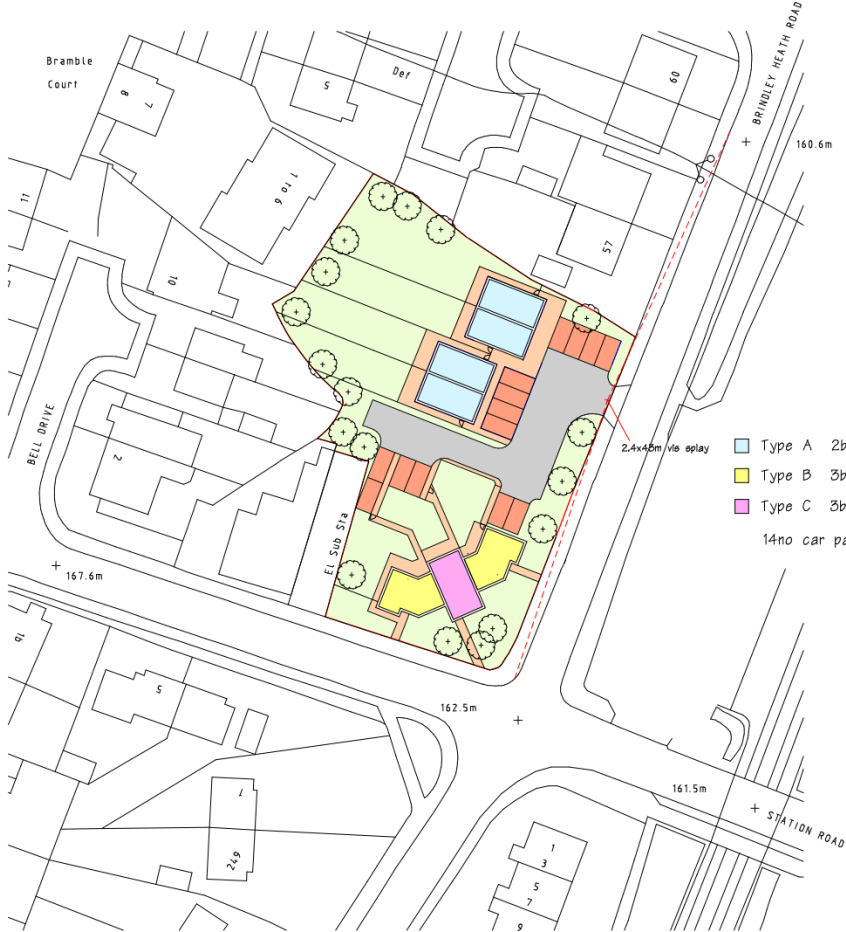 BRINDLEY HEATH ROAD
Bramble
Court
Def
5
60
8
7
160.6m
11
1 to 6
57
10
BELL DRIVE
2
2.4x43m vis splay
Type A 2b
Type B 3b
Type C 3b
14no car pa
El Sub Sta
167.6m
1b
5
162.5m
161.5m
STATION ROAD
1
249
1
3
5
7
9